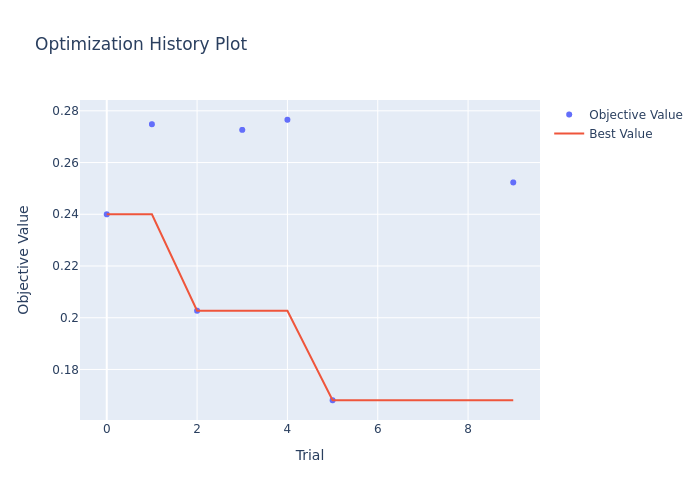 Optimization History Plot
Objective Value
Best Value
0.28
0.26
0.24
0.22
0.2
0.18
Objective Value
0
2
4
6
8
Trial